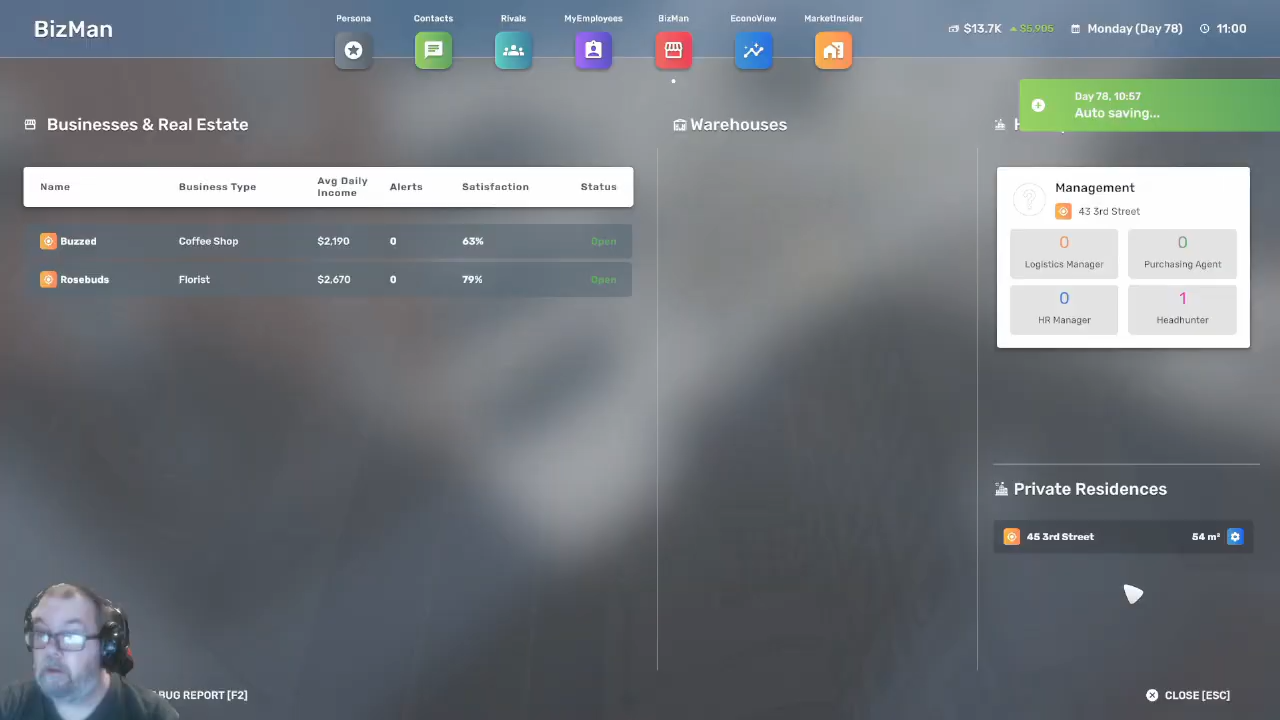 BizMan
Persona
Contacts
Rivals
MyEmployees
BizMan
EconoView
MarketInsider
$13.7K $5,905 Monday (Day 78) 11:00
Day 78, 10:57
Auto saving...
Businesses & Real Estate
Name Business Type Avg Daily Income Alerts Satisfaction Status
Buzzed Coffee Shop $2,190 0 63% Open
Rosebuds Florist $2,670 0 79% Open
Warehouses
Management
43 3rd Street
0 Logistics Manager
0 Purchasing Agent
0 HR Manager
1 Headhunter
Private Residences
45 3rd Street 54 m²
BUG REPORT [F2]
CLOSE [ESC]